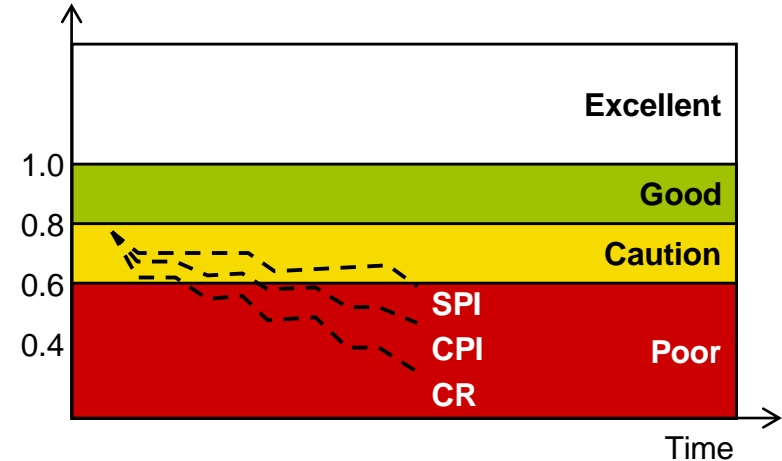 Excellent
1.0
Good
0.8
Caution
0.6
SPI
0.4
CPI
Poor
CR
Time